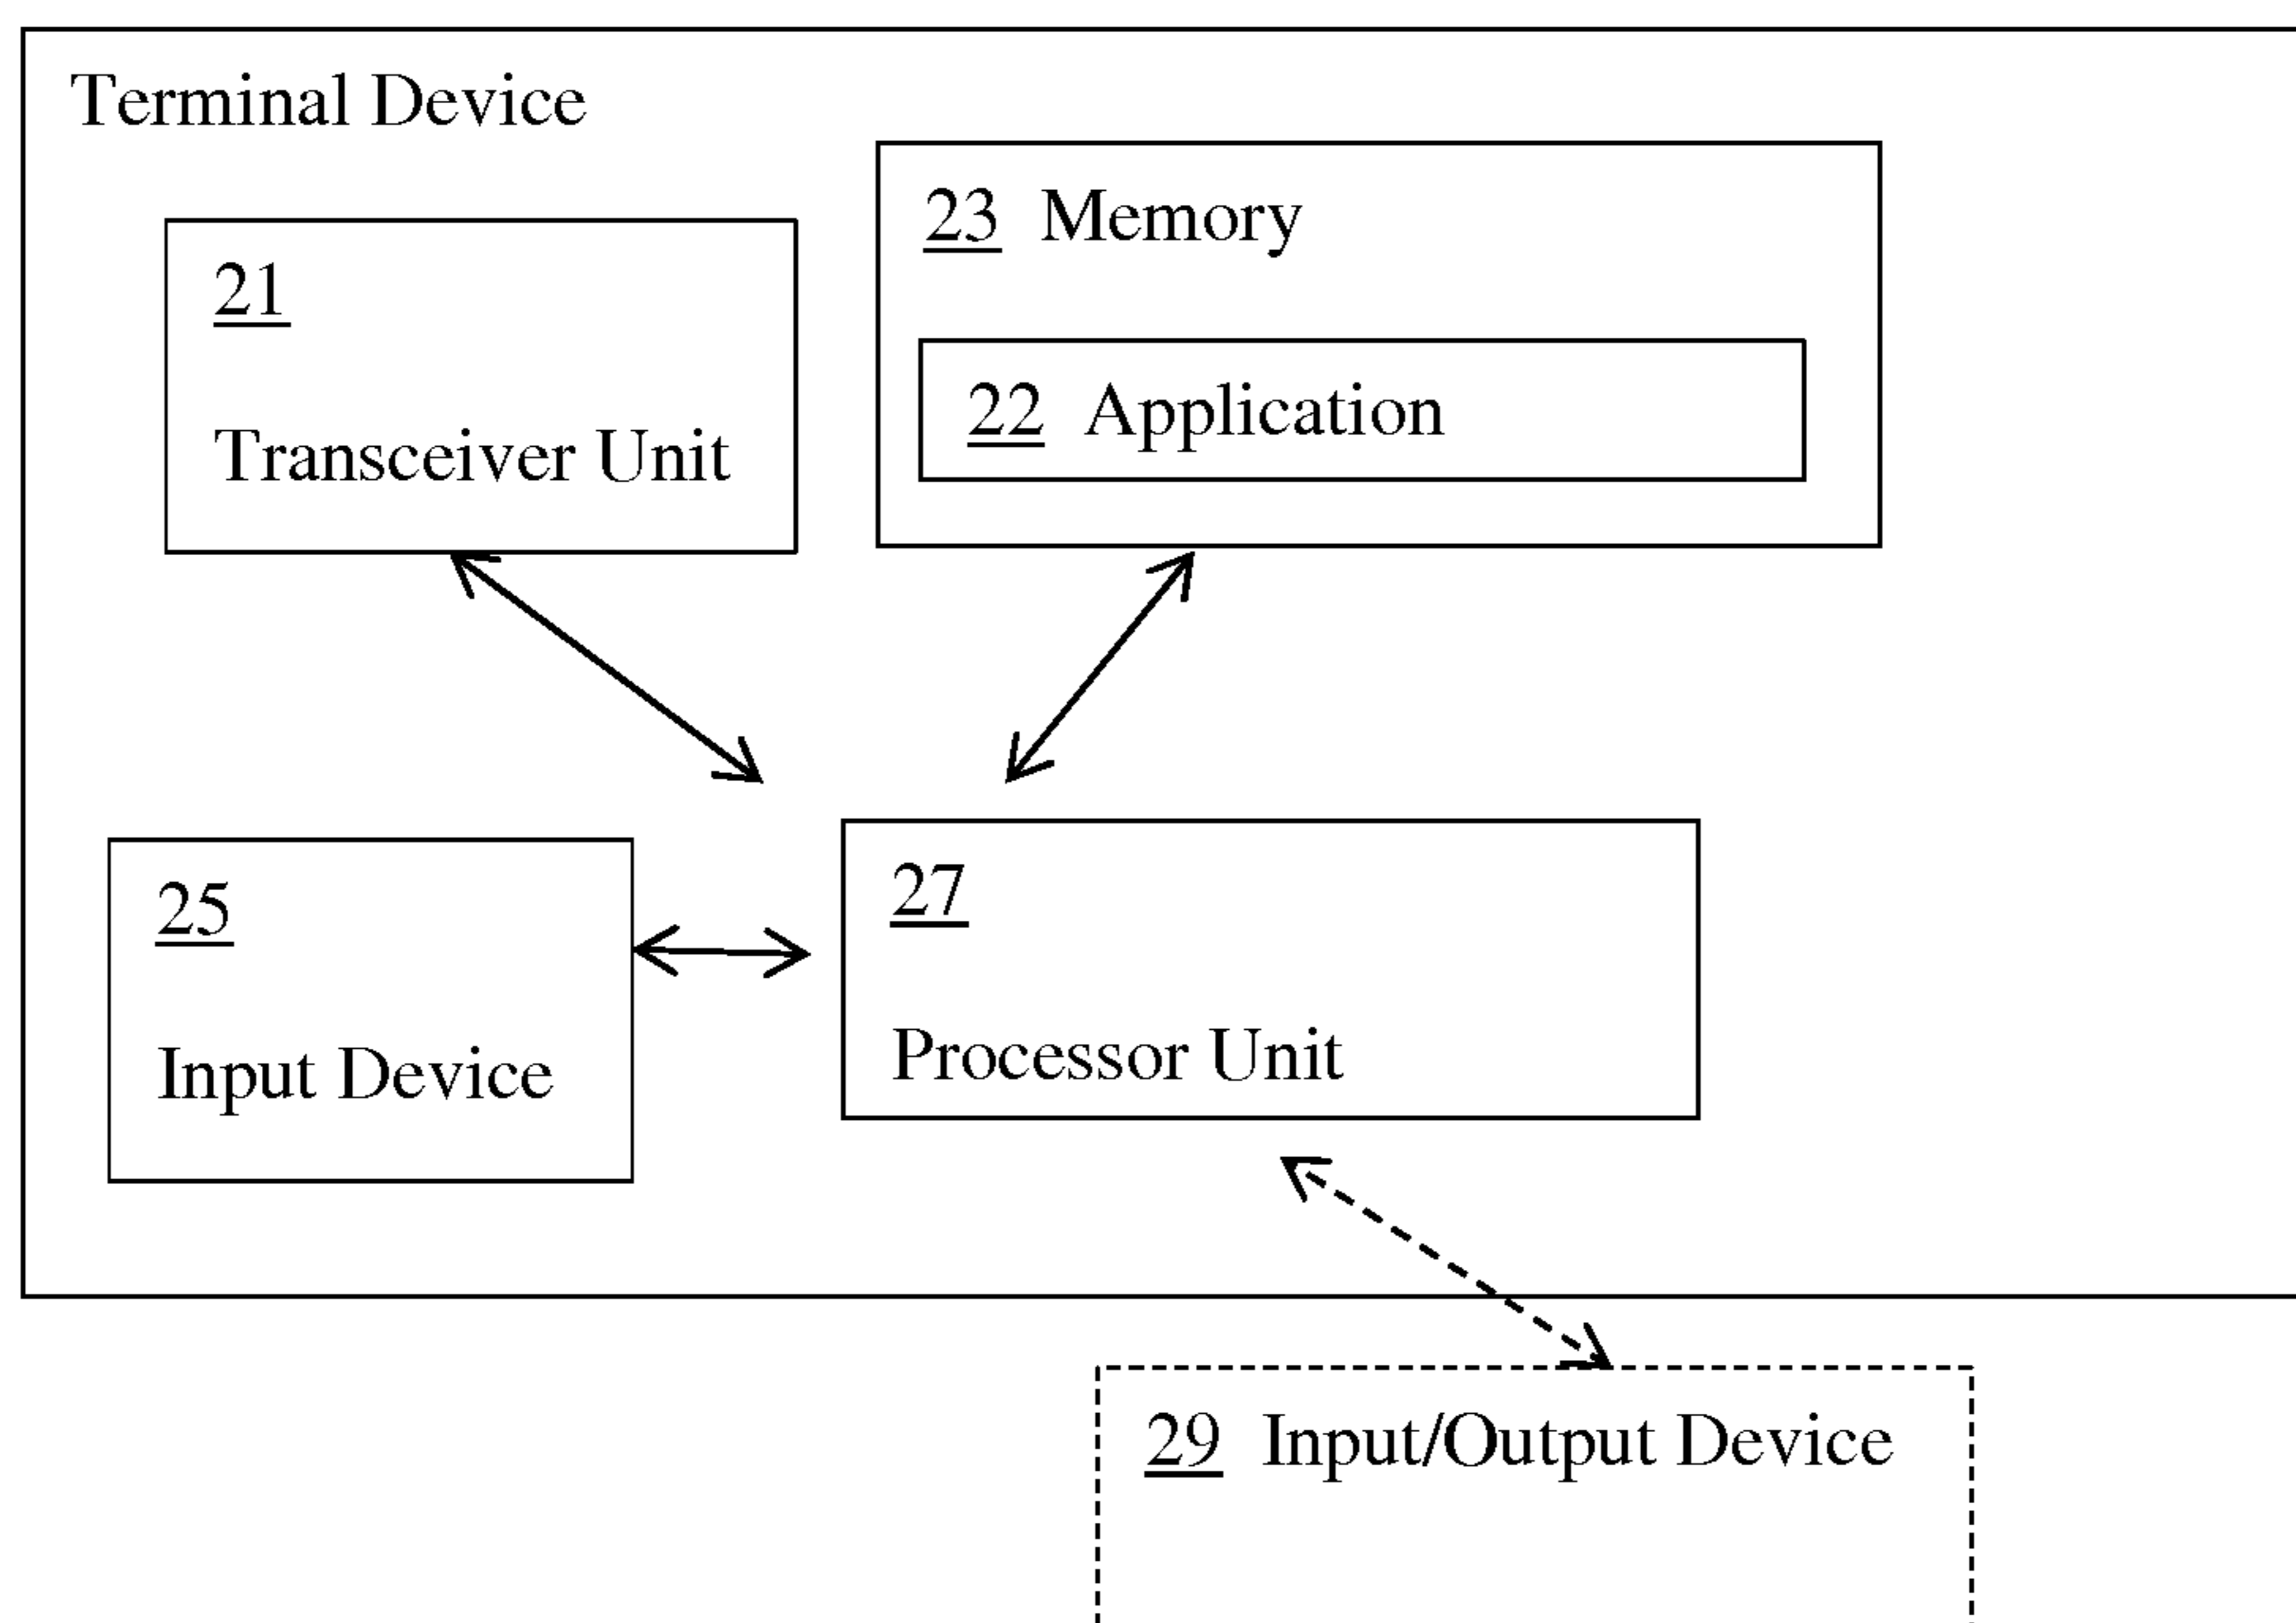 Terminal Device
21
Transceiver Unit
23 Memory
22 Application
25
Input Device
27
Processor Unit
29 Input/Output Device